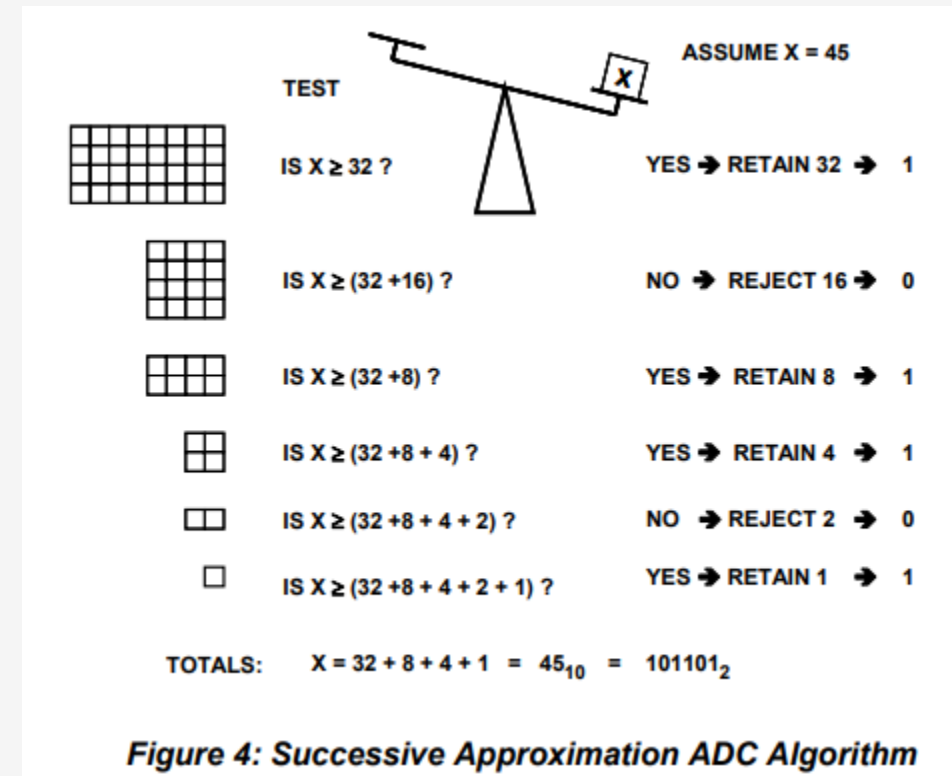 ASSUME X = 45
X
TEST
IS X ≥ 32 ? YES ➔ RETAIN 32 ➔ 1
IS X ≥ (32 +16) ? NO ➔ REJECT 16 ➔ 0
IS X ≥ (32 +8) ? YES ➔ RETAIN 8 ➔ 1
IS X ≥ (32 +8 + 4) ? YES ➔ RETAIN 4 ➔ 1
IS X ≥ (32 +8 + 4 + 2) ? NO ➔ REJECT 2 ➔ 0
IS X ≥ (32 +8 + 4 + 2 + 1) ? YES ➔ RETAIN 1 ➔ 1
TOTALS: X = 32 + 8 + 4 + 1 = 45₁₀ = 101101₂
Figure 4: Successive Approximation ADC Algorithm